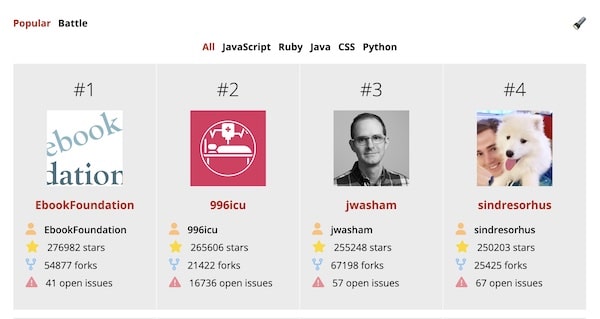 Popular Battle
All JavaScript Ruby Java CSS Python
#1
ebook
dation
EbookFoundation
EbookFoundation
276982 stars
54877 forks
41 open issues
#2
996icu
996icu
265606 stars
21422 forks
16736 open issues
#3
jwasham
jwasham
255248 stars
67198 forks
57 open issues
#4
sindresorhus
sindresorhus
250203 stars
25425 forks
67 open issues